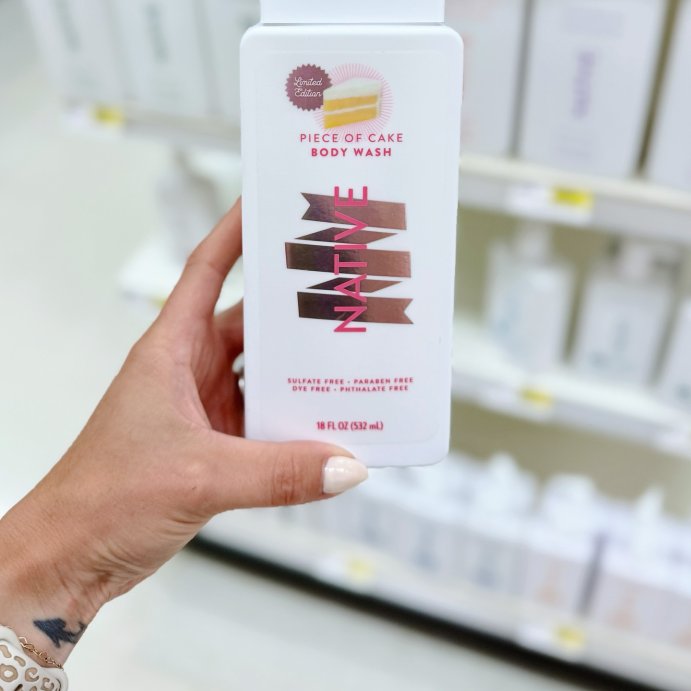 Limited
Edition
PIECE OF CAKE
BODY WASH
NATIVE
SULFATE FREE • PARABEN FREE
DYE FREE • PHTHALATE FREE
18 FL OZ (532 mL)